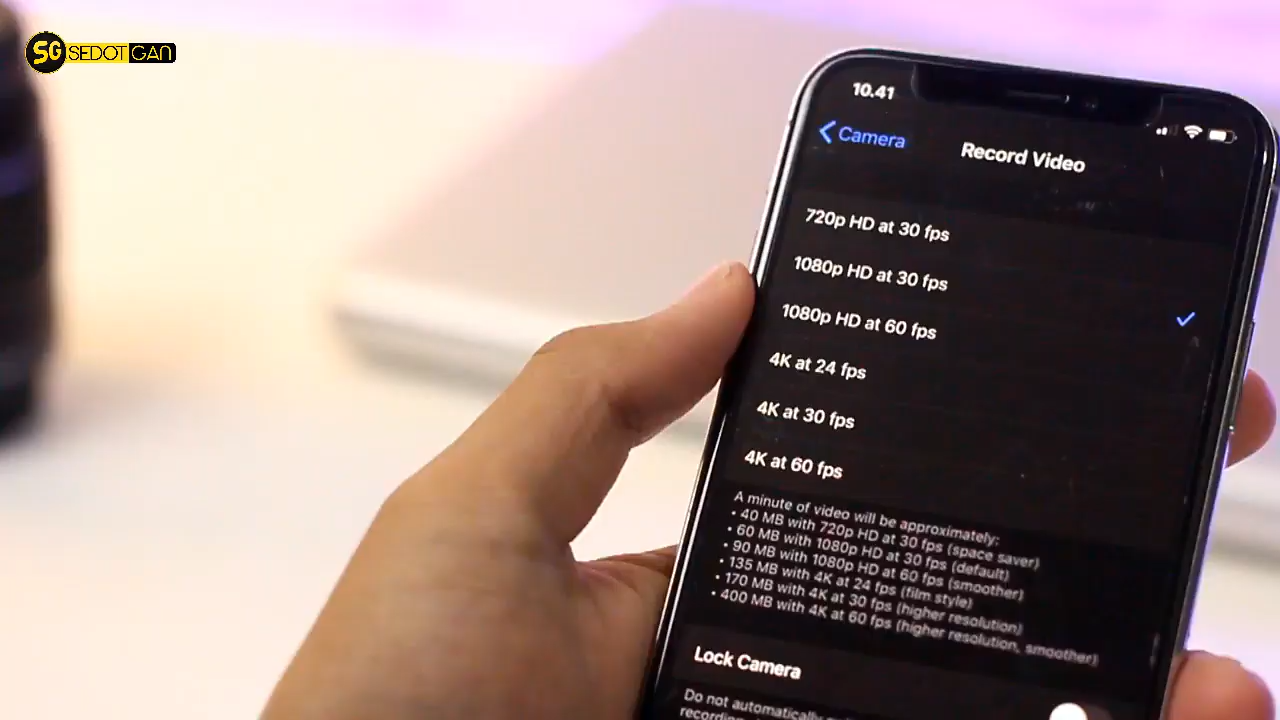 SG SEDOTGAN
10.41
Camera
Record Video
720p HD at 30 fps
1080p HD at 30 fps
1080p HD at 60 fps
4K at 24 fps
4K at 30 fps
4K at 60 fps
A minute of video will be approximately:
• 40 MB with 720p HD at 30 fps (space saver)
• 60 MB with 1080p HD at 30 fps (default)
• 90 MB with 1080p HD at 60 fps (smoother)
• 135 MB with 4K at 24 fps (film style)
• 170 MB with 4K at 30 fps (higher resolution)
• 400 MB with 4K at 60 fps (higher resolution, smoother)
Lock Camera
Do not automatically